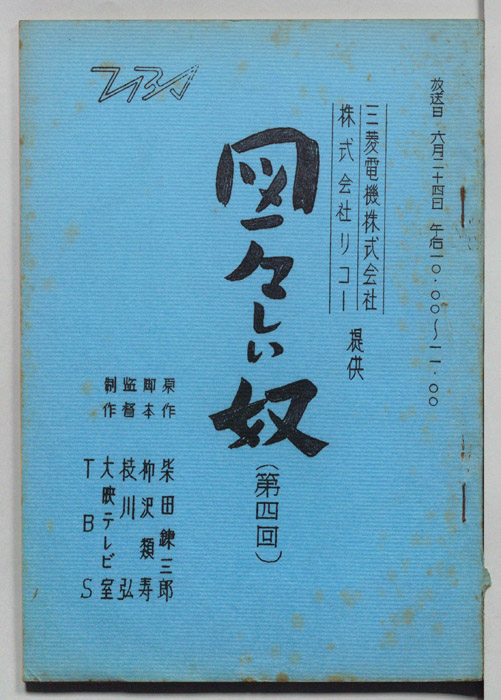 放送日 六月二十四日 午后一〇・〇〇〜一一・〇〇
三菱電機株式会社
株式会社リコー
提供
図々しい奴
(第四回)
原作 柴田錬三郎
脚本 柳沢類寿
監督 枝川弘
制作 大映テレビ室
TBS
TBS